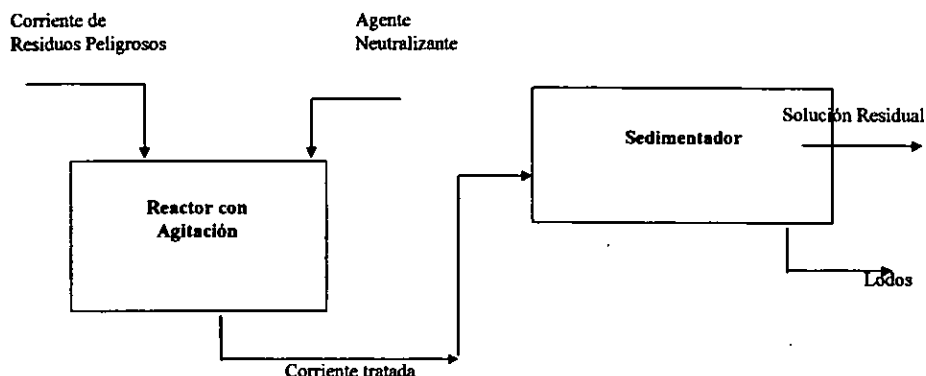 Corriente de
Residuos Peligrosos
Agente
Neutralizante
Reactor con
Agitación
Sedimentador
Solución Residual
Lodos
Corriente tratada